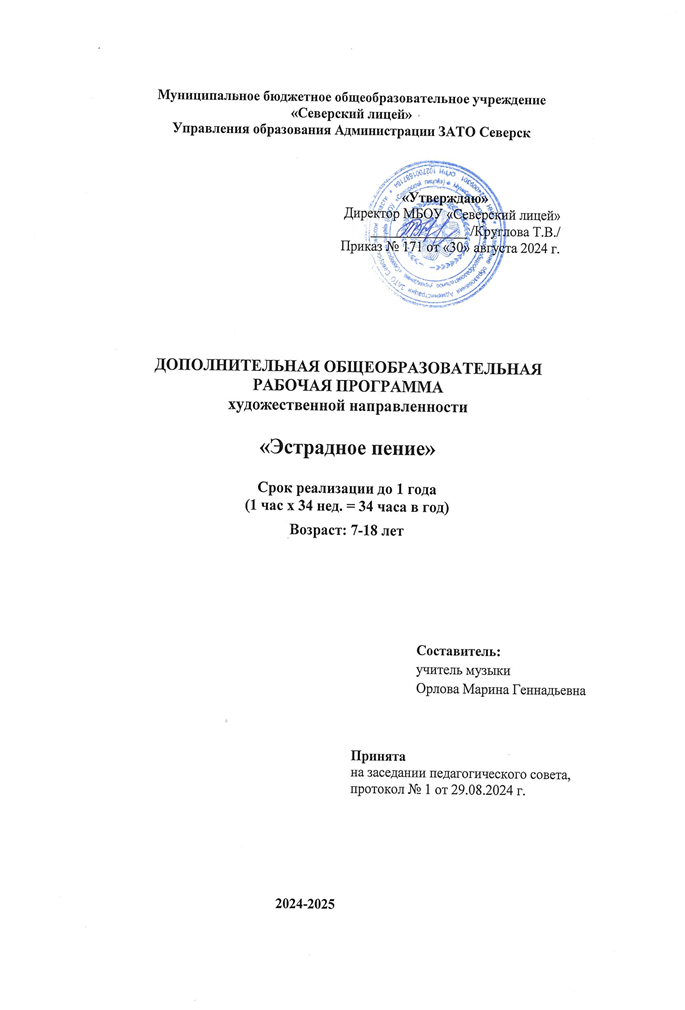 Муниципальное бюджетное общеобразовательное учреждение
«Северский лицей»
Управления образования Администрации ЗАТО Северск
«Утверждаю»
Директор МБОУ «Северский лицей»
/Круглова Т.В./
Приказ № 171 от «30» августа 2024 г.
ДОПОЛНИТЕЛЬНАЯ ОБЩЕОБРАЗОВАТЕЛЬНАЯ
РАБОЧАЯ ПРОГРАММА
художественной направленности
«Эстрадное пение»
Срок реализации до 1 года
(1 час х 34 нед. = 34 часа в год)
Возраст: 7-18 лет
Составитель:
учитель музыки
Орлова Марина Геннадьевна
Принята
на заседании педагогического совета,
протокол № 1 от 29.08.2024 г.
2024-2025